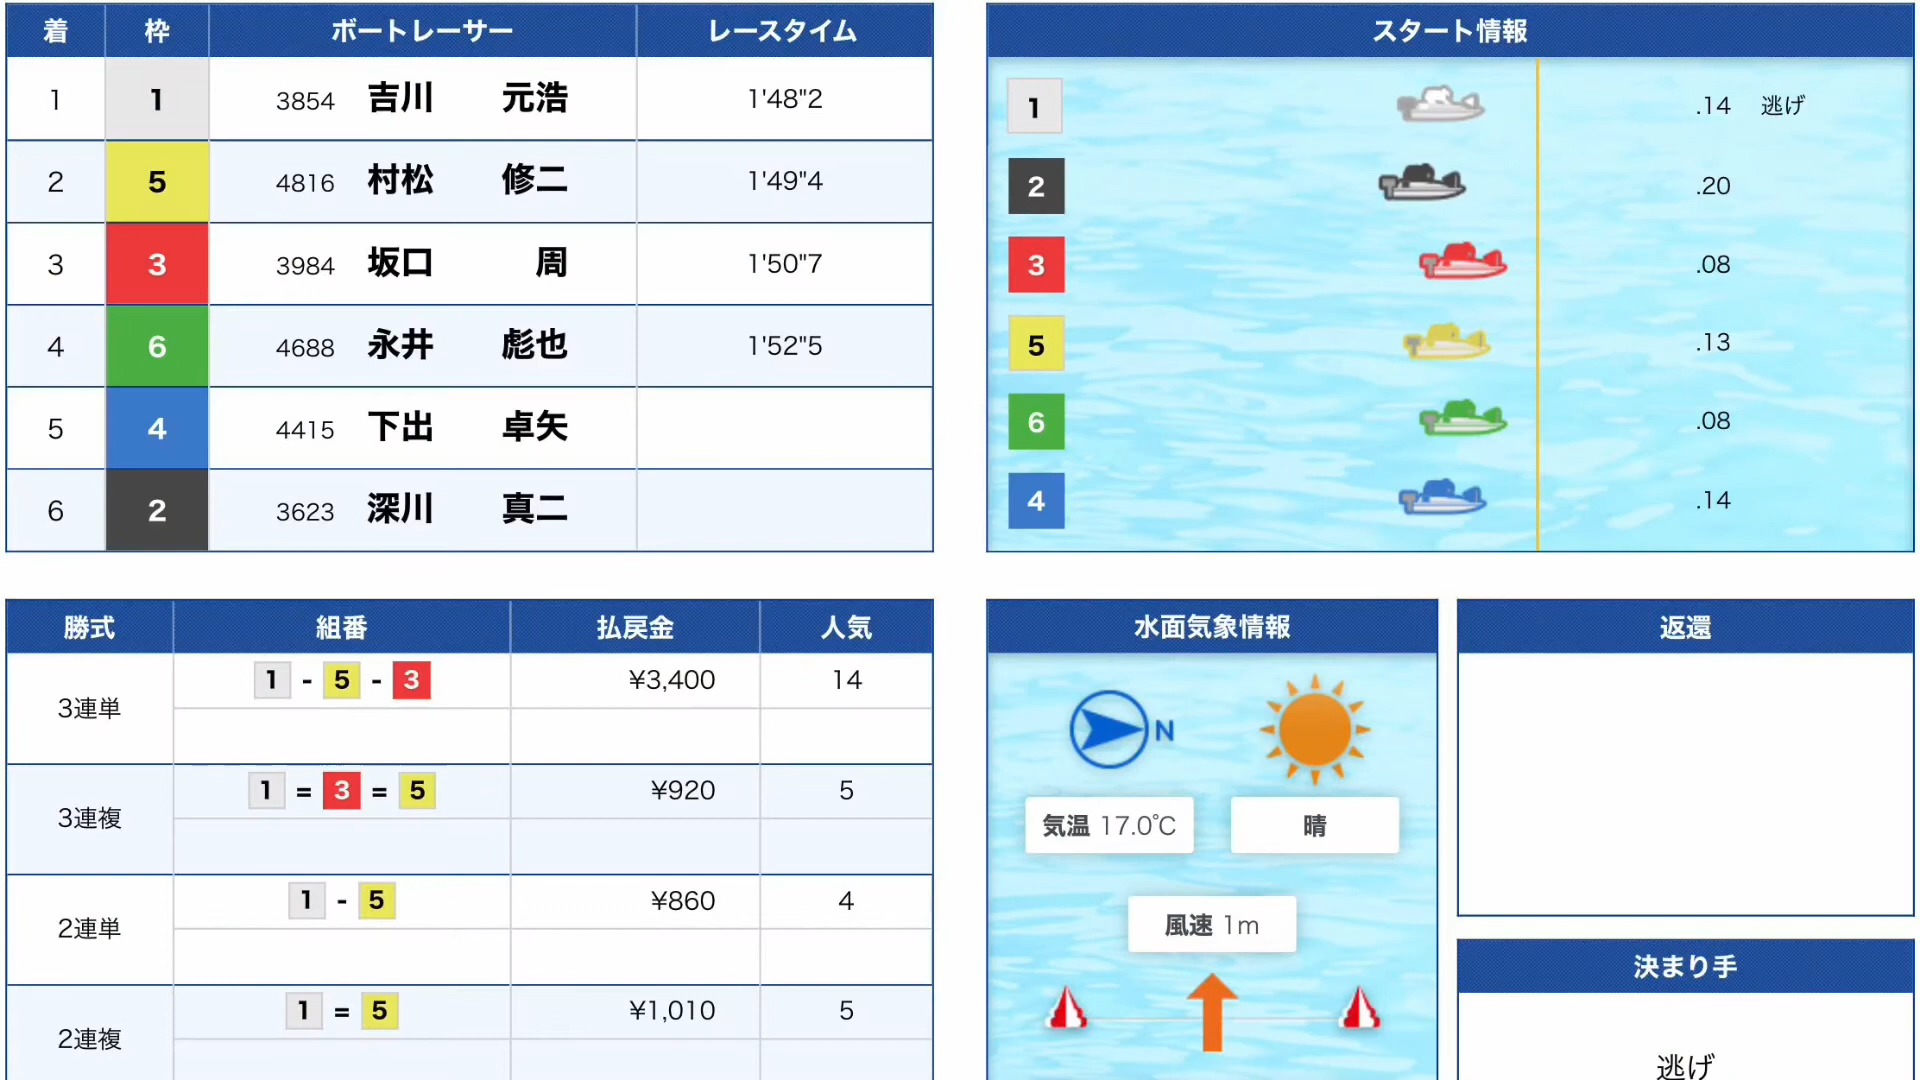 着 枠 ボートレーサー レースタイム
1 1 3854 吉川 元浩 1'48"2
2 5 4816 村松 修二 1'49"4
3 3 3984 坂口 周 1'50"7
4 6 4688 永井 彪也 1'52"5
5 4 4415 下出 卓矢
6 2 3623 深川 真二
スタート情報
1 .14 逃げ
2 .20
3 .08
5 .13
6 .08
4 .14
勝式 組番 払戻金 人気
3連単 1 - 5 - 3 ¥3,400 14
3連複 1 = 3 = 5 ¥920 5
2連単 1 - 5 ¥860 4
2連複 1 = 5 ¥1,010 5
水面気象情報
N
気温 17.0℃ 晴
風速 1m
返還
決まり手
逃げ